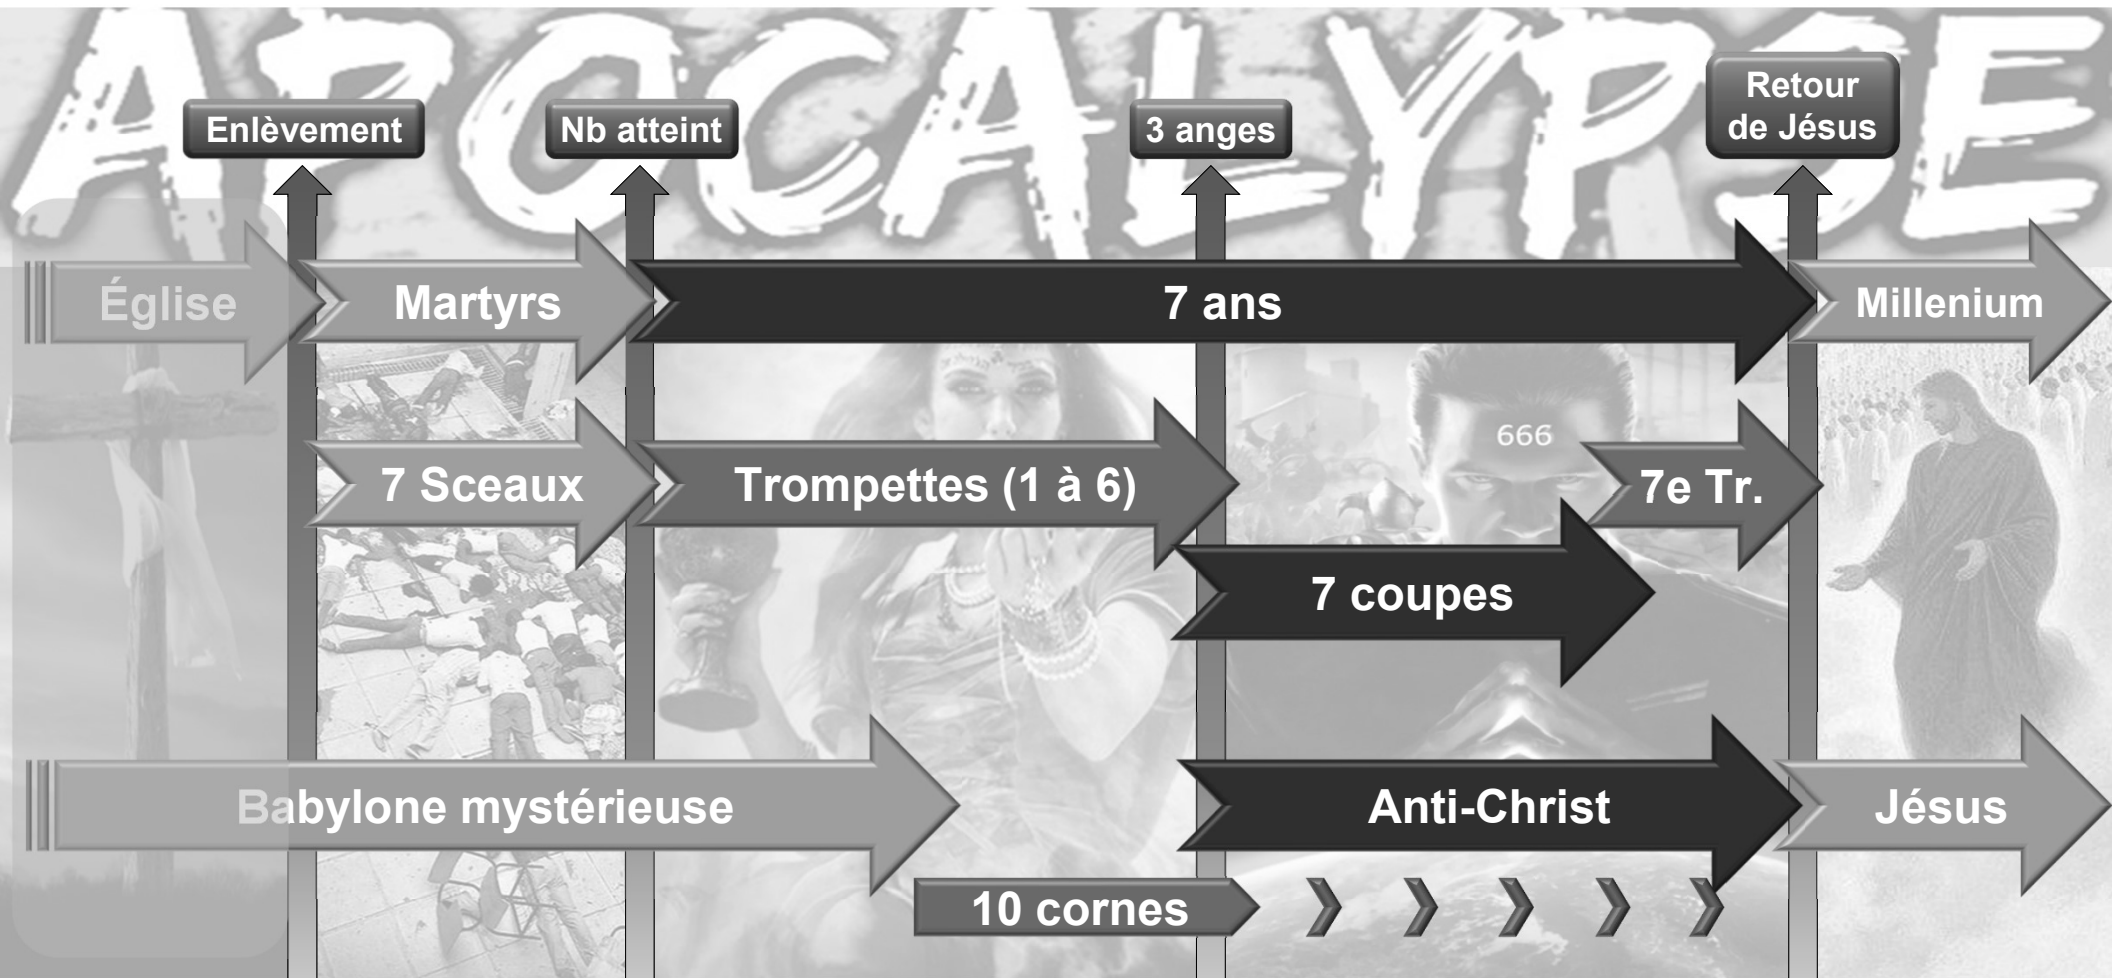 APOCALYPSE
Enlèvement
Nb atteint
3 anges
Retour
de Jésus
Église
Martyrs
7 ans
Millenium
666
7 Sceaux
Trompettes (1 à 6)
7e Tr.
7 coupes
Babylone mystérieuse
Anti-Christ
Jésus
10 cornes